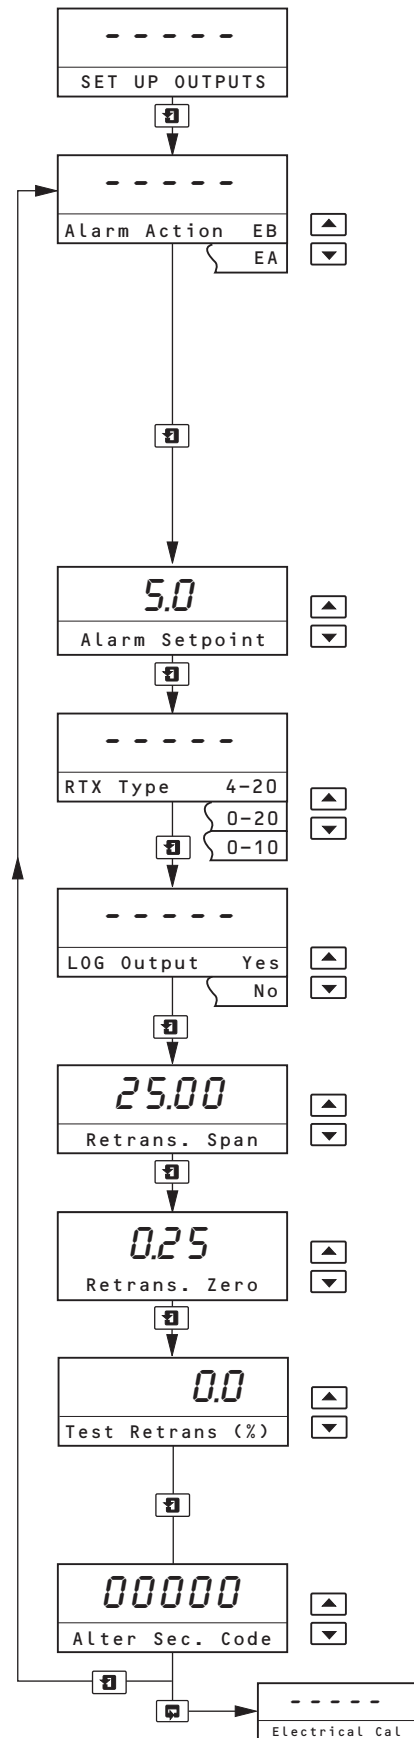 - - - - -
SET UP OUTPUTS
- - - - -
Alarm Action EB
EA
5.0
Alarm Setpoint
- - - - -
RTX Type 4–20
0–20
0–10
- - - - -
LOG Output Yes
No
25.00
Retrans. Span
0.25
Retrans. Zero
0.0
Test Retrans (%)
00000
Alter Sec. Code
- - - - -
Electrical Cal